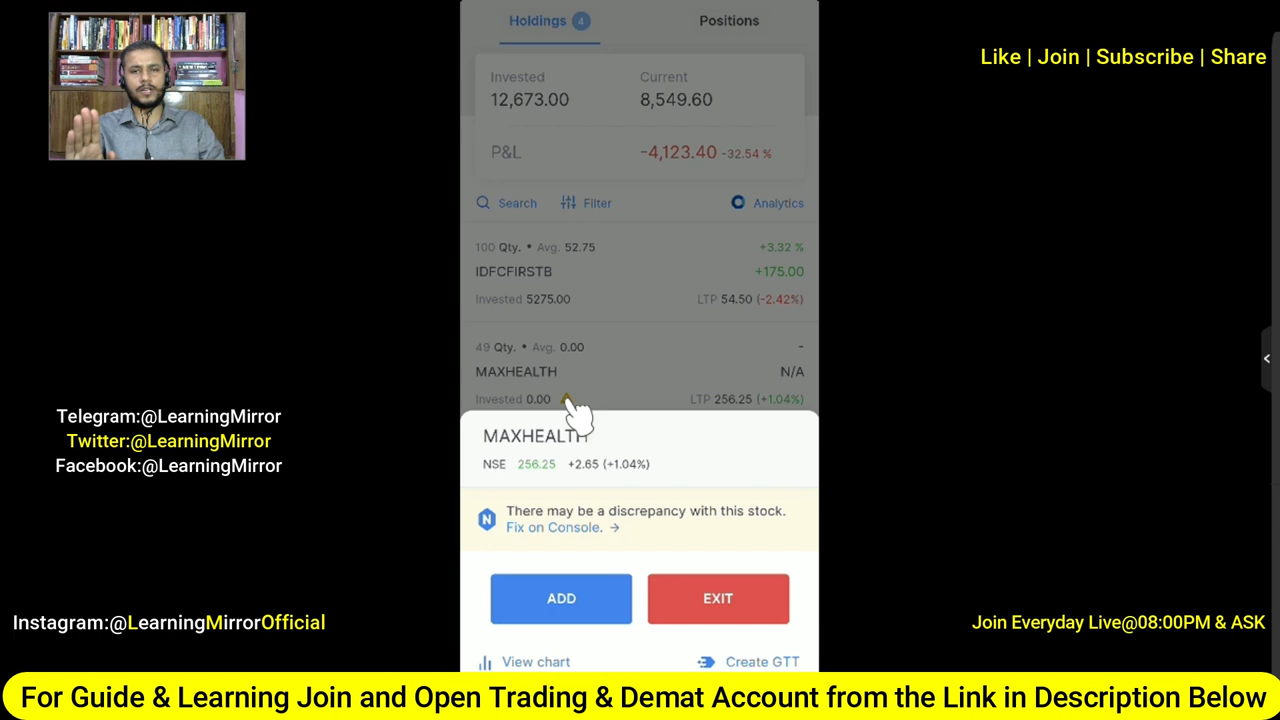 Holdings 4
Positions
Like | Join | Subscribe | Share
Invested
Current
12,673.00
8,549.60
P&L
-4,123.40 -32.54 %
Search
Filter
Analytics
100 Qty. • Avg. 52.75
+3.32 %
IDFCFIRSTB
+175.00
Invested 5275.00
LTP 54.50 (-2.42%)
49 Qty. • Avg. 0.00
-
MAXHEALTH
N/A
Invested 0.00
LTP 256.25 (+1.04%)
MAXHEALTH
NSE 256.25 +2.65 (+1.04%)
There may be a discrepancy with this stock.
Fix on Console. →
ADD
EXIT
View chart
Create GTT
Telegram:@LearningMirror
Twitter:@LearningMirror
Facebook:@LearningMirror
Instagram:@LearningMirrorOfficial
Join Everyday Live@08:00PM & ASK
For Guide & Learning Join and Open Trading & Demat Account from the Link in Description Below